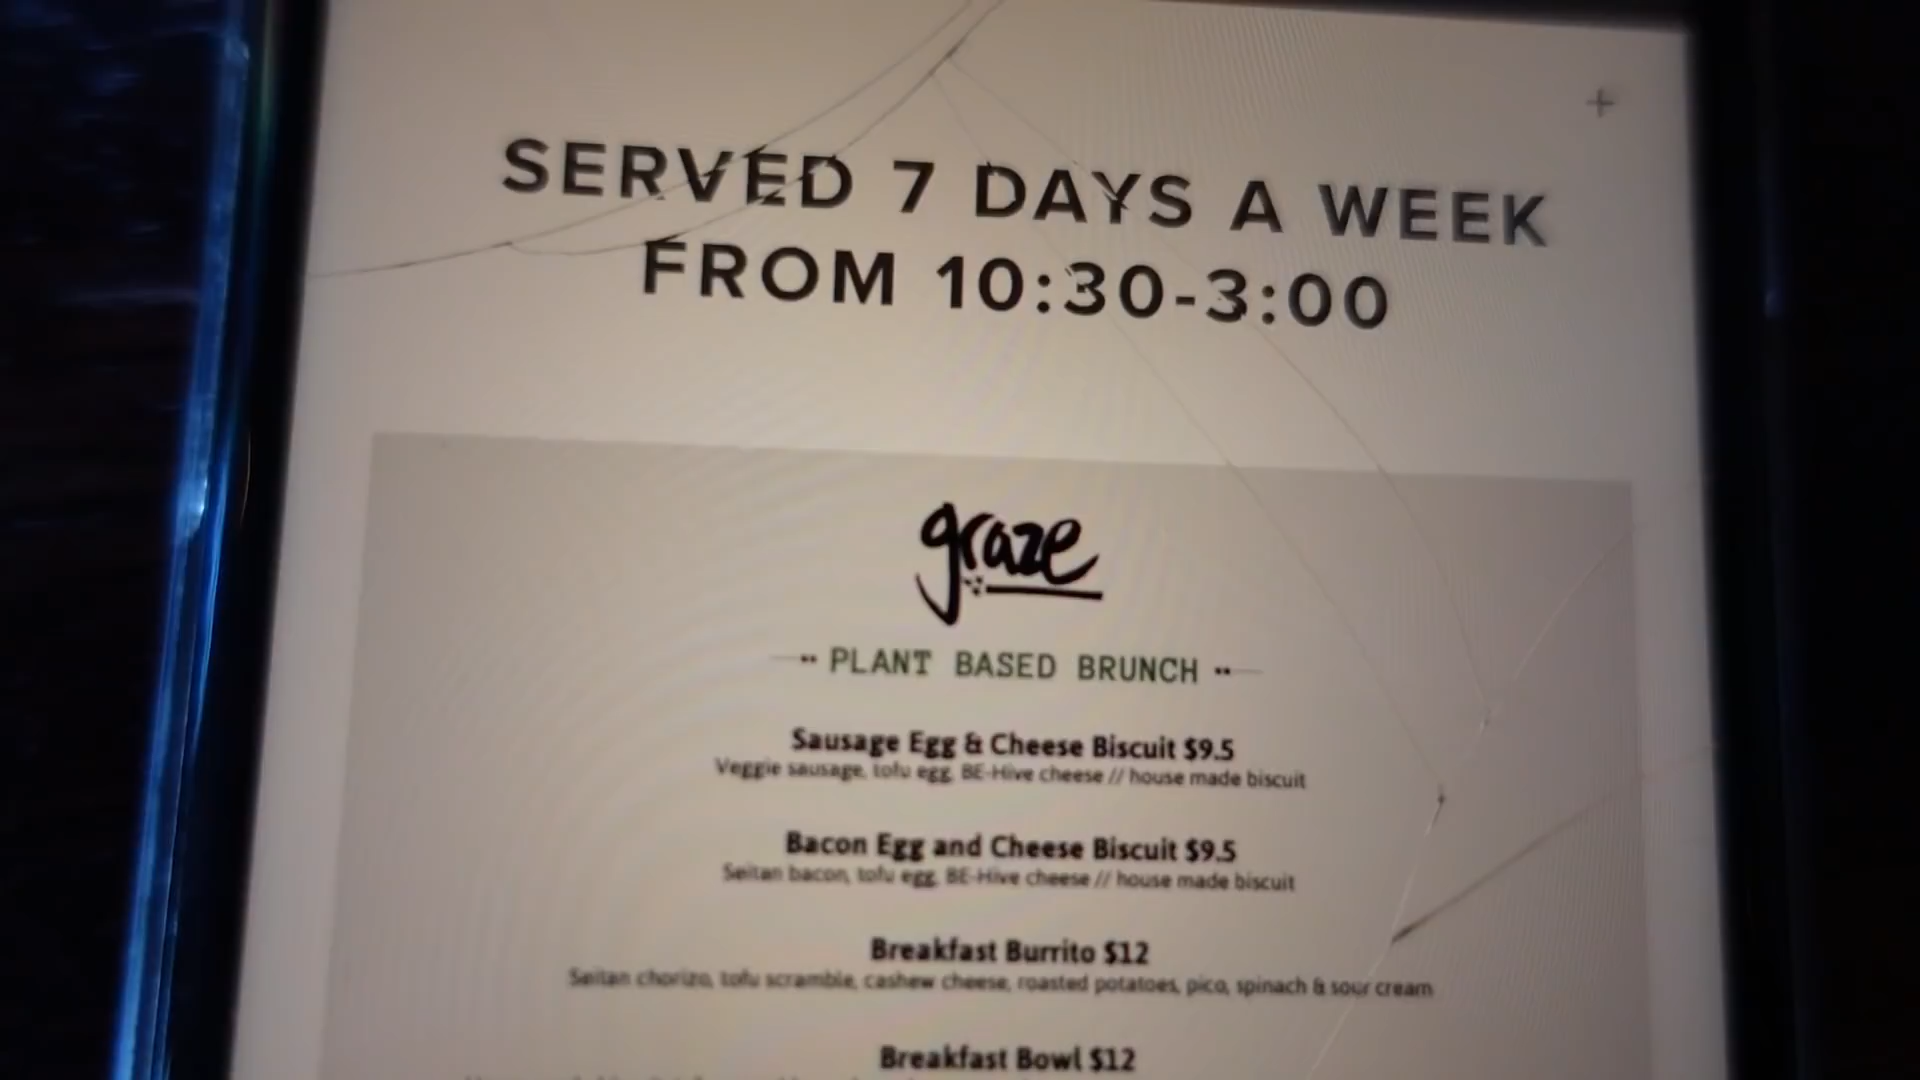 SERVED 7 DAYS A WEEK
FROM 10:30-3:00
graze
PLANT BASED BRUNCH
Sausage Egg & Cheese Biscuit $9.5
Veggie sausage, tofu egg, BE-Hive cheese // house made biscuit
Bacon Egg and Cheese Biscuit $9.5
Seitan bacon, tofu egg, BE-Hive cheese // house made biscuit
Breakfast Burrito $12
Seitan chorizo, tofu scramble, cashew cheese, roasted potatoes, pico, spinach & sour cream
Breakfast Bowl $12